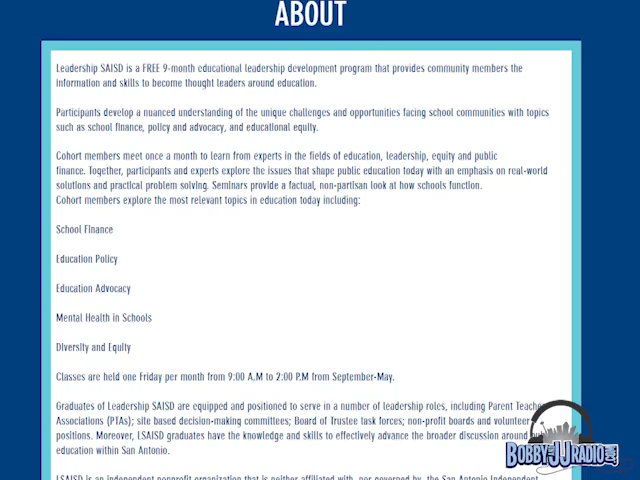 ABOUT
Leadership SAISD is a FREE 9-month educational leadership development program that provides community members the
information and skills to become thought leaders around education.
Participants develop a nuanced understanding of the unique challenges and opportunities facing school communities with topics
such as school finance, policy and advocacy, and educational equity.
Cohort members meet once a month to learn from experts in the fields of education, leadership, equity and public
finance. Together, participants and experts explore the issues that shape public education today with an emphasis on real-world
solutions and practical problem solving. Seminars provide a factual, non-partisan look at how schools function.
Cohort members explore the most relevant topics in education today including:
School Finance
Education Policy
Education Advocacy
Mental Health in Schools
Diversity and Equity
Classes are held one Friday per month from 9:00 A.M to 2:00 P.M from September-May.
Graduates of Leadership SAISD are equipped and positioned to serve in a number of leadership roles, including Parent Teacher
Associations (PTAs); site based decision-making committees; Board of Trustee task forces; non-profit boards and volunteer
positions. Moreover, LSAISD graduates have the knowledge and skills to effectively advance the broader discussion around
education within San Antonio.
LSAISD is an independent nonprofit organization that is neither affiliated with, nor governed by, the San Antonio Independent
BOBBY JJ RADIO